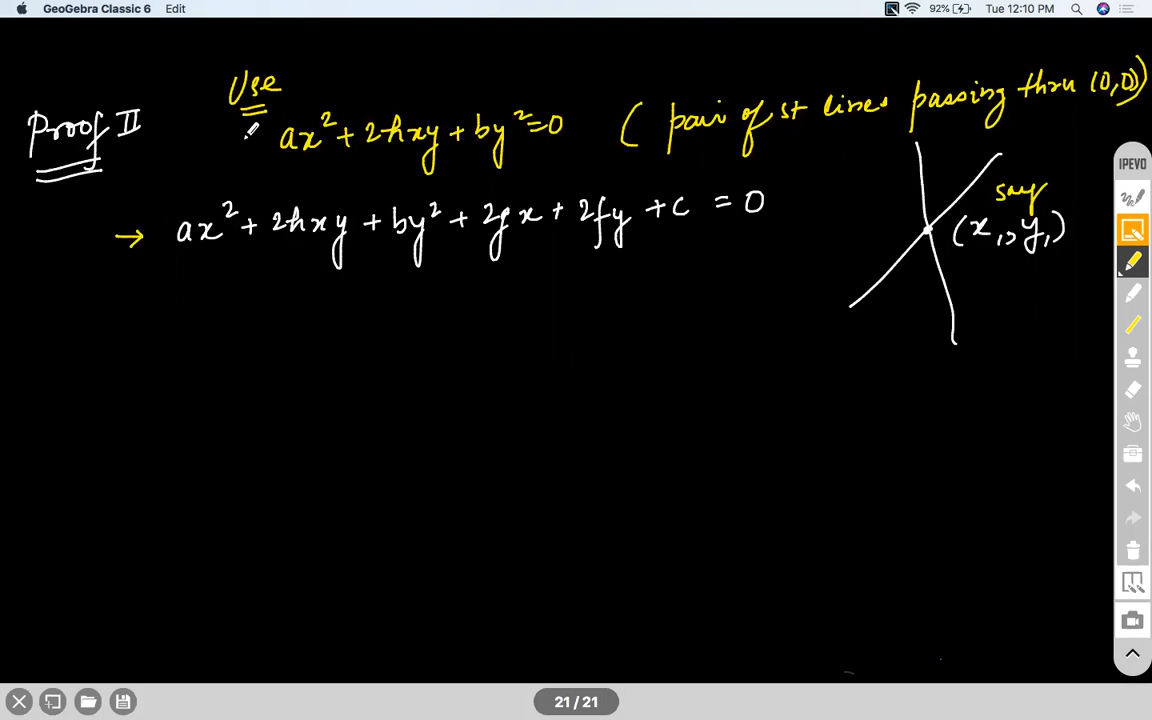 GeoGebra Classic 6 Edit 92% Tue 12:10 PM
Use
Proof II
ax²+2hxy+by²=0 ( pair of st lines passing thru (0,0))
→ ax²+2hxy+by²+2gx+2fy+c = 0
say
(x₁, y₁)
IPEVO
21 / 21